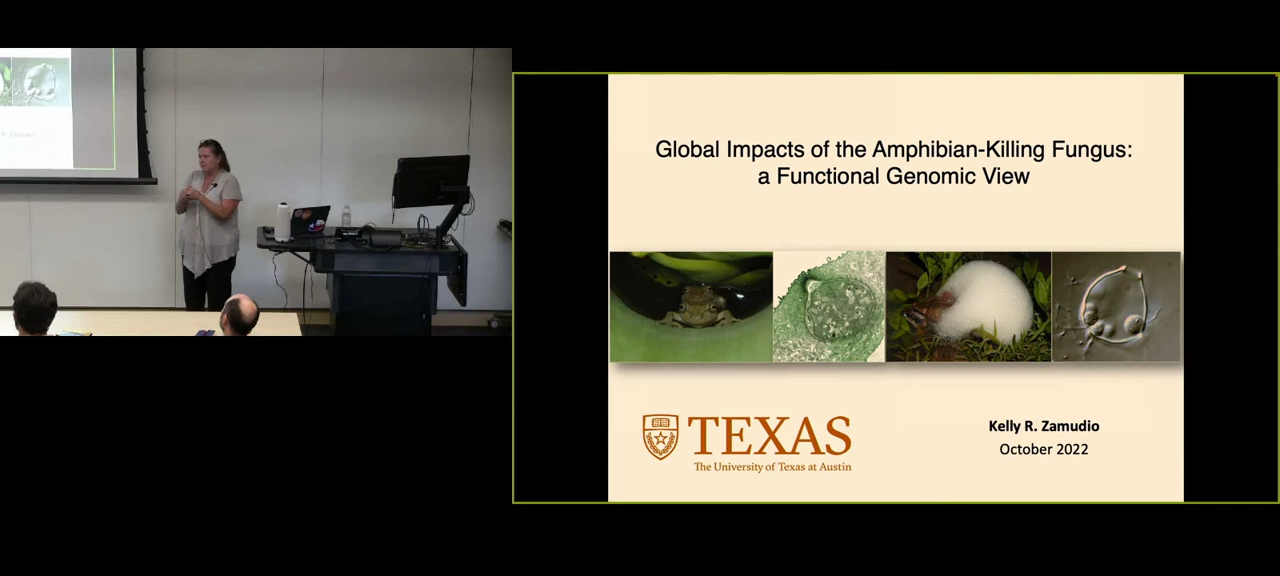 Global Impacts of the Amphibian-Killing Fungus:
a Functional Genomic View
TEXAS
The University of Texas at Austin
Kelly R. Zamudio
October 2022